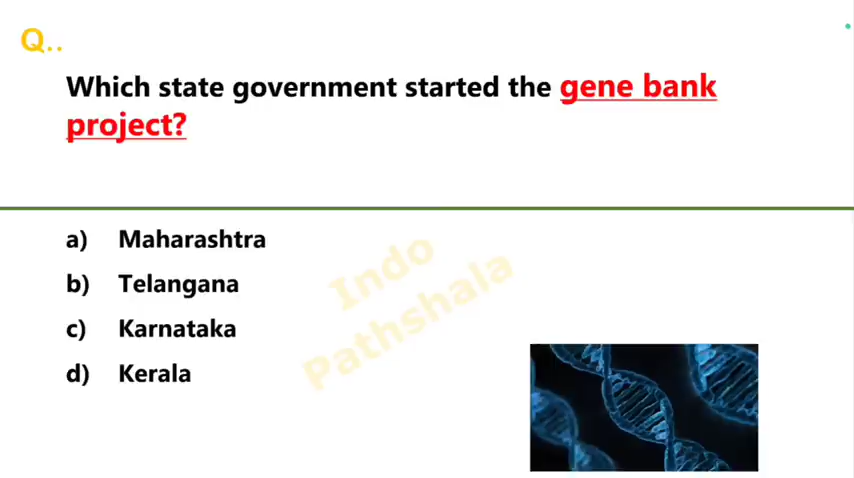 Q..
Which state government started the gene bank
project?
a) Maharashtra
b) Telangana
c) Karnataka
d) Kerala
Indo
Pathshala